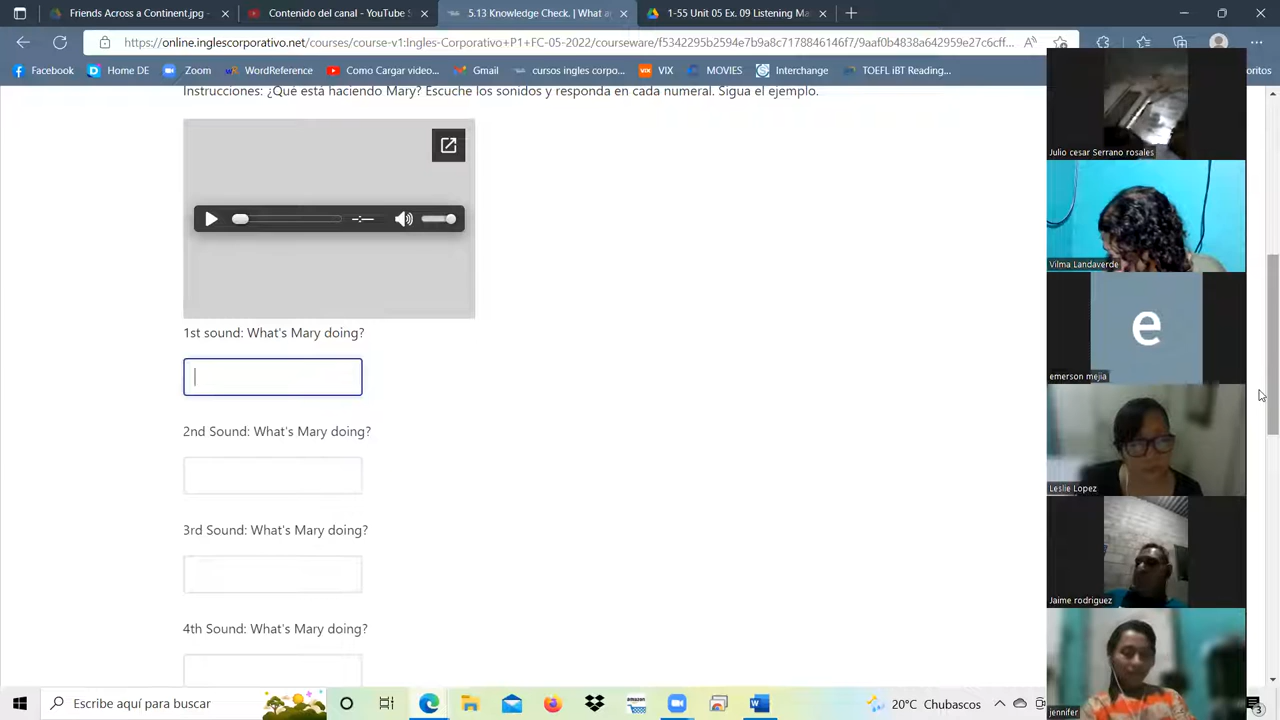 Friends Across a Continent.jpg -
Contenido del canal - YouTube S
5.13 Knowledge Check. | What a
1-55 Unit 05 Ex. 09 Listening Ma
https://online.inglescorporativo.net/courses/course-v1:Ingles-Corporativo+P1+FC-05-2022/courseware/f5342295b2594e7b9a8c7178846146f7/9aaf0b4838a642959e27c6cff...
Facebook
Home DE
Zoom
WordReference
Como Cargar video...
Gmail
cursos ingles corpo...
VIX
MOVIES
Interchange
TOEFL iBT Reading...
oritos
Instrucciones: ¿Qué está haciendo Mary? Escuche los sonidos y responda en cada numeral. Sigua el ejemplo.
-:-
1st sound: What's Mary doing?
2nd Sound: What's Mary doing?
3rd Sound: What's Mary doing?
4th Sound: What's Mary doing?
Julio cesar Serrano rosales
Vilma Landaverde
e
emerson mejia
Leslie Lopez
Jaime rodriguez
jennifer
Escribe aquí para buscar
20°C Chubascos
3